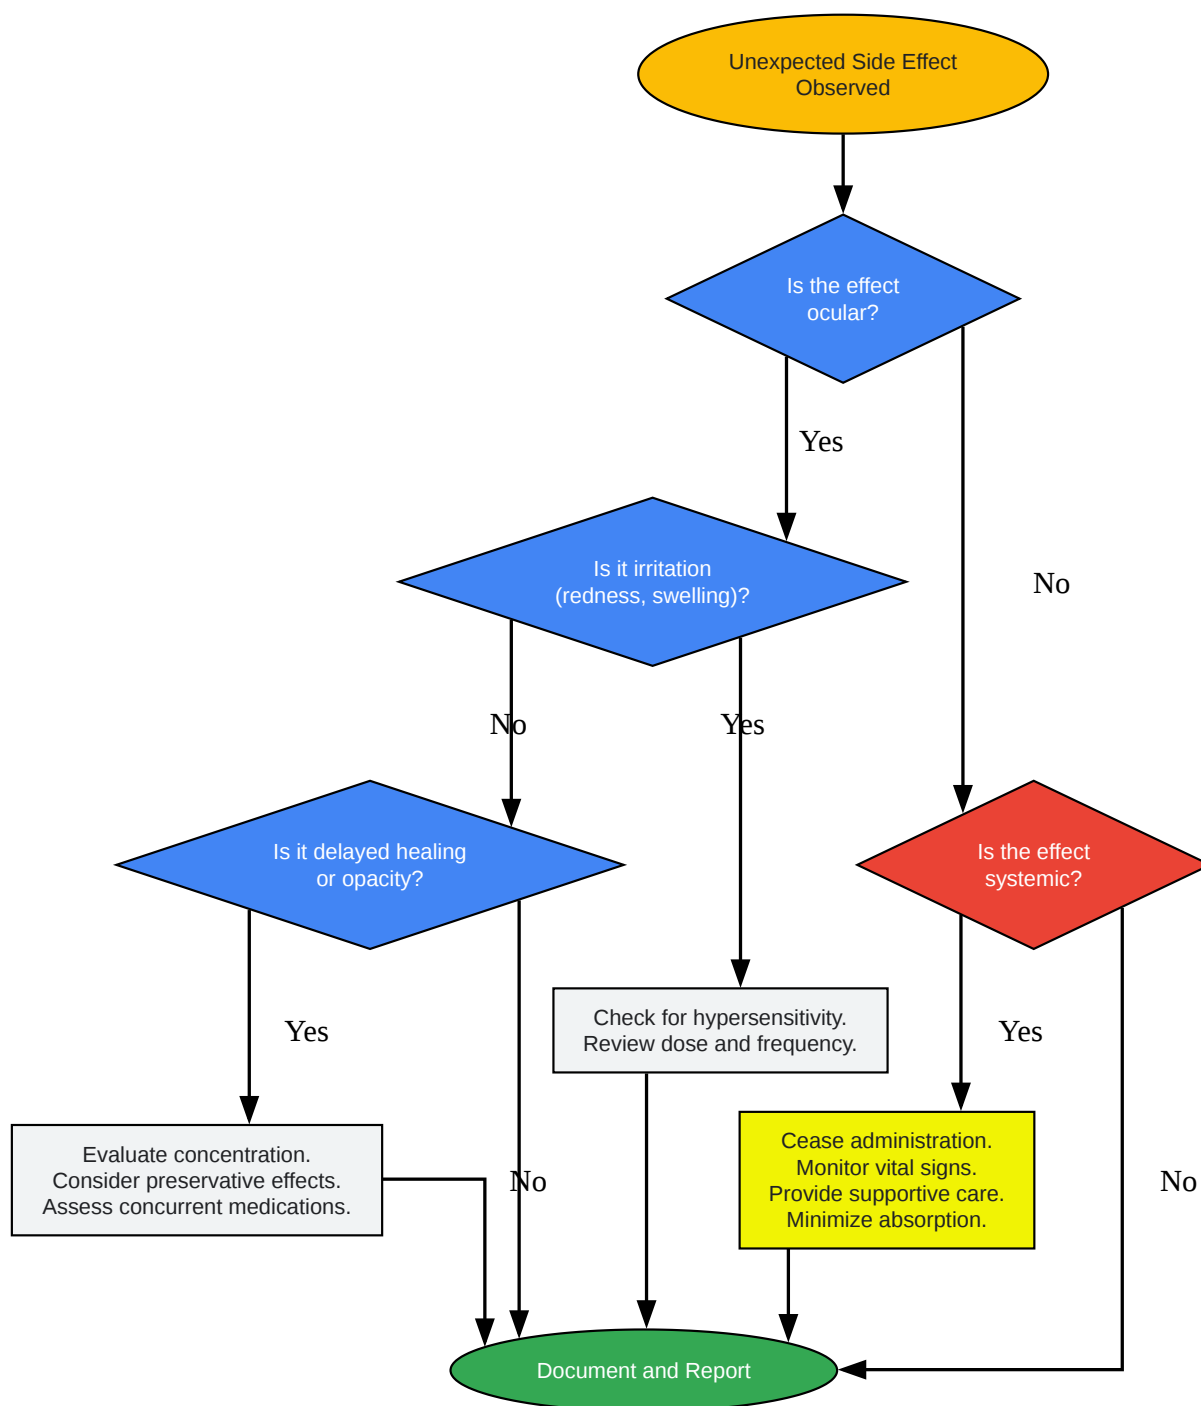 Unexpected Side Effect
Observed
Is the effect
ocular?
Yes
Is it irritation
(redness, swelling)?
No
No
Yes
Is it delayed healing
or opacity?
Is the effect
systemic?
Check for hypersensitivity.
Review dose and frequency.
Yes
Yes
Evaluate concentration.
Consider preservative effects.
Assess concurrent medications.
No
Cease administration.
Monitor vital signs.
Provide supportive care.
Minimize absorption.
No
Document and Report